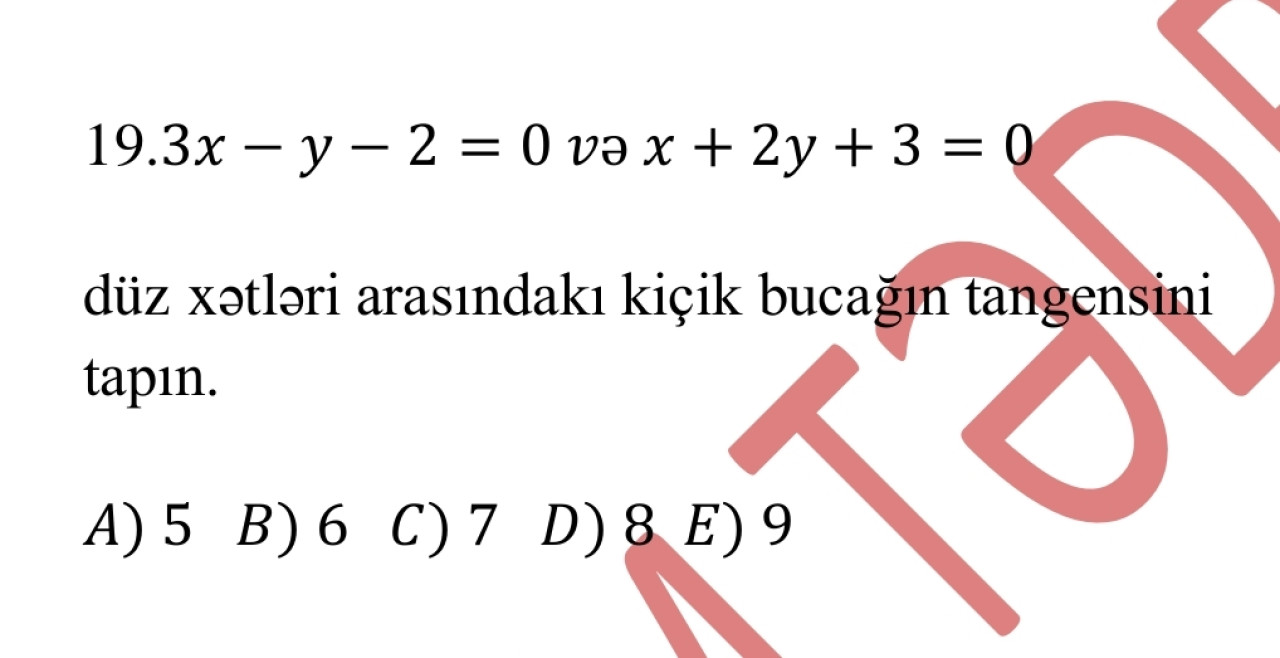 19.3x − y − 2 = 0 və x + 2y + 3 = 0
düz xətləri arasındakı kiçik bucağın tangensini
tapın.
A) 5 B) 6 C) 7 D) 8 E) 9